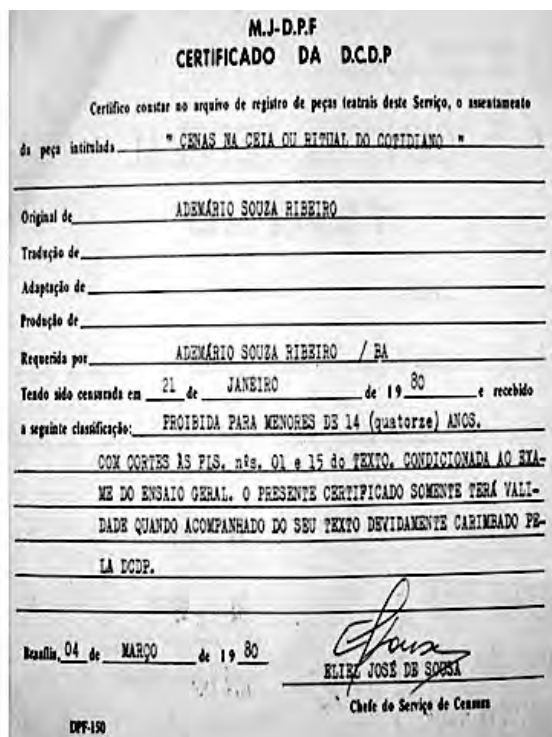 M.J-D.P.F
CERTIFICADO DA D.C.D.P
Certifico constar no arquivo de registro de peças teatrais deste Serviço, o assentamento
da peça intitulada " CENAS NA CEIA OU RITUAL DO COTIDIANO "
Original de ADEMÁRIO SOUZA RIBEIRO
Tradução de
Adaptação de
Produção de
Requerida por ADEMÁRIO SOUZA RIBEIRO / BA
Tendo sido censurada em 21 de JANEIRO de 19 80 e recebido
a seguinte classificação: PROIBIDA PARA MENORES DE 14 (quatorze) ANOS.
COM CORTES ÀS FLS. nºs. 01 e 15 do TEXTO. CONDICIONADA AO EXA-
ME DO ENSAIO GERAL. O PRESENTE CERTIFICADO SOMENTE TERÁ VALI-
DADE QUANDO ACOMPANHADO DO SEU TEXTO DEVIDAMENTE CARIMBADO PE-
LA DCDP.
Brasília, 04 de MARÇO de 19 80
ELIEL JOSÉ DE SOUSA
Chefe do Serviço de Censura
DPF-150